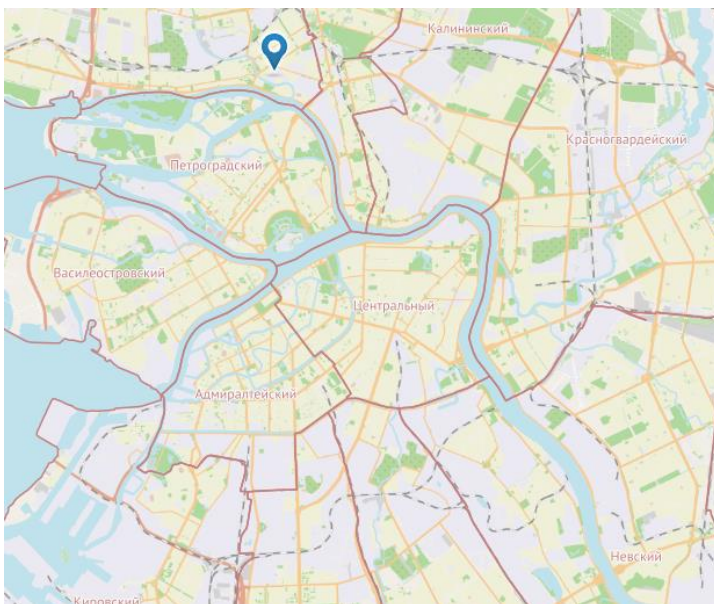 Калининский
Красногвардейский
Петроградский
Василеостровский
Центральный
Адмиралтейский
Невский
Кировский